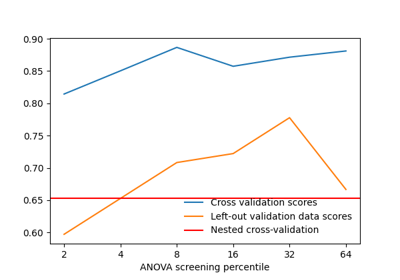 0.90
0.85
0.80
0.75
0.70
0.65
0.60
Cross validation scores
Left-out validation data scores
Nested cross-validation
2 4 8 16 32 64
ANOVA screening percentile